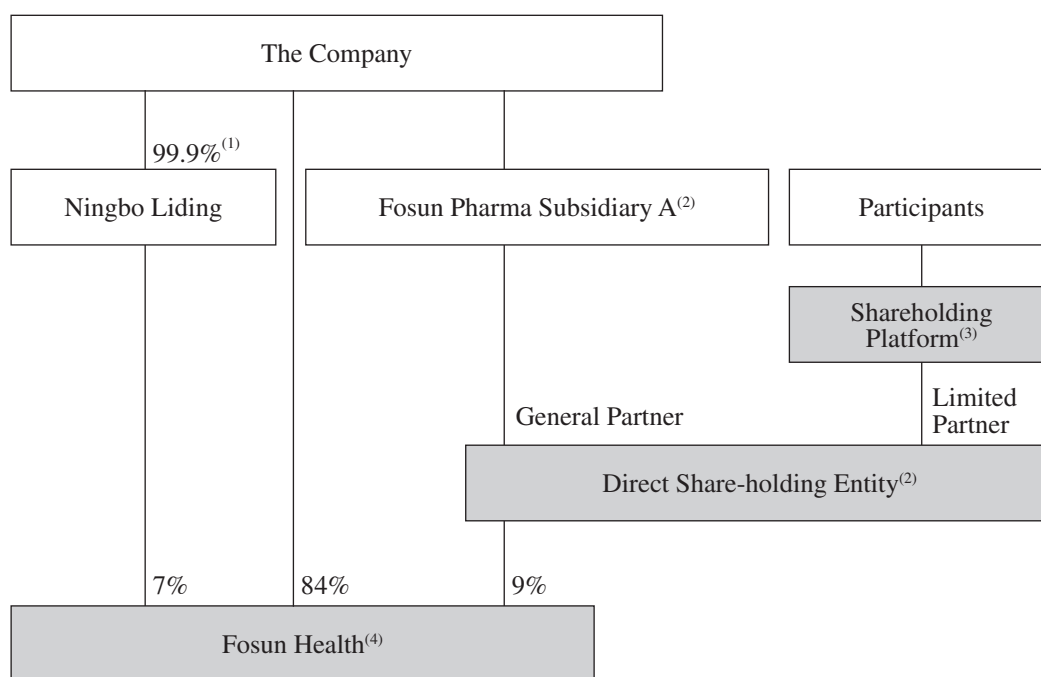 The Company
99.9%(1)
Ningbo Liding
Fosun Pharma Subsidiary A(2)
Participants
Shareholding
Platform(3)
General Partner
Limited
Partner
Direct Share-holding Entity(2)
7%
84%
9%
Fosun Health(4)